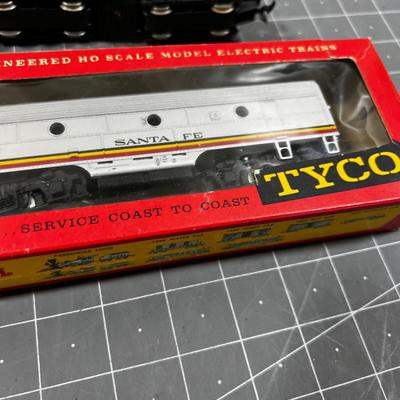 NEERED HO SCALE MODEL ELECTRIC TRAINS
SANTA FE
TYCO
...SERVICE COAST TO COAST